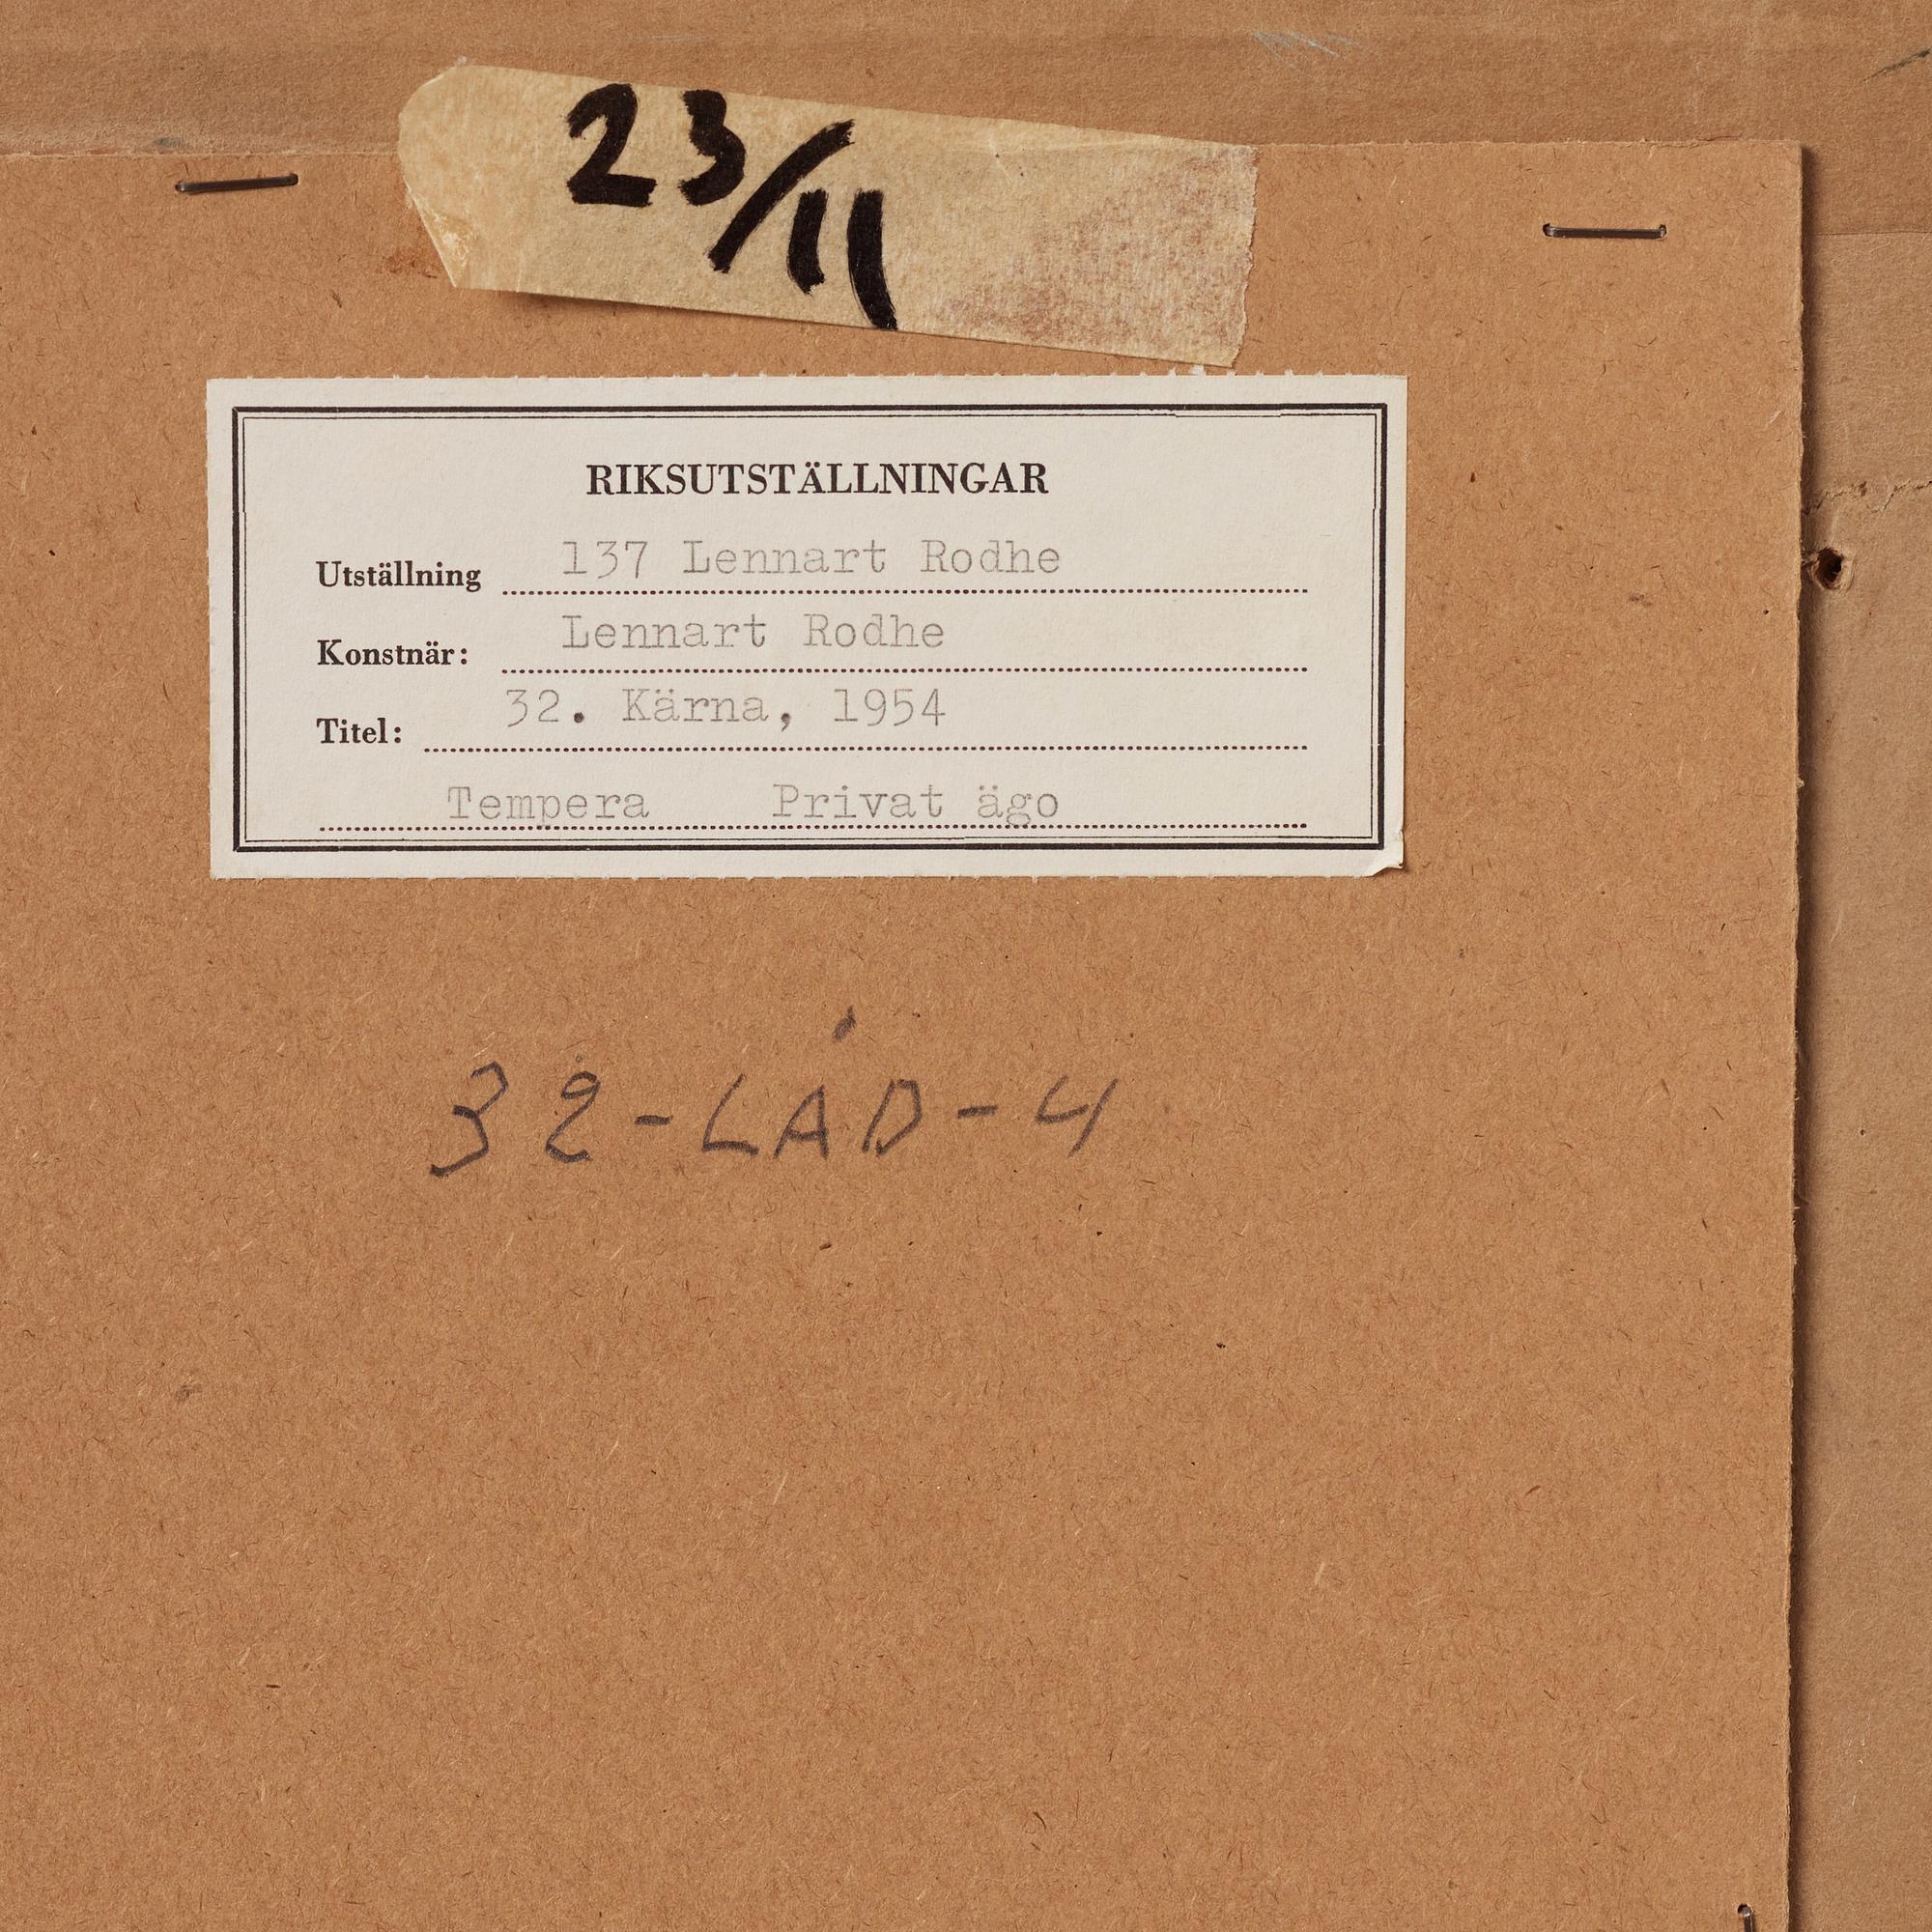 23/11
RIKSUTSTÄLLNINGAR
Utställning 137 Lennart Rodhe
Konstnär: Lennart Rodhe
Titel: 32. Kärna, 1954
Tempera Privat ägo
32-LÅD-4